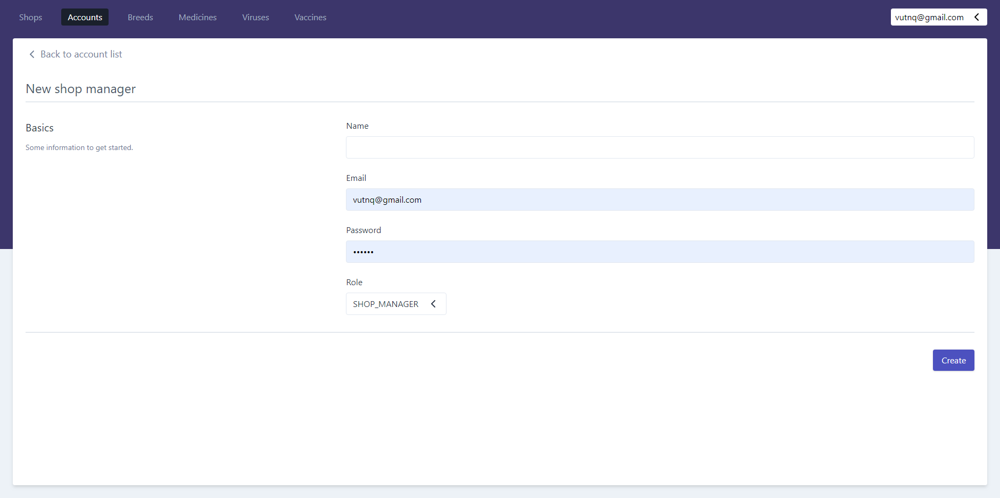 Shops Accounts Breeds Medicines Viruses Vaccines vutnq@gmail.com
Back to account list
New shop manager
Basics
Some information to get started.
Name
Email
vutnq@gmail.com
Password
••••••
Role
SHOP_MANAGER
Create